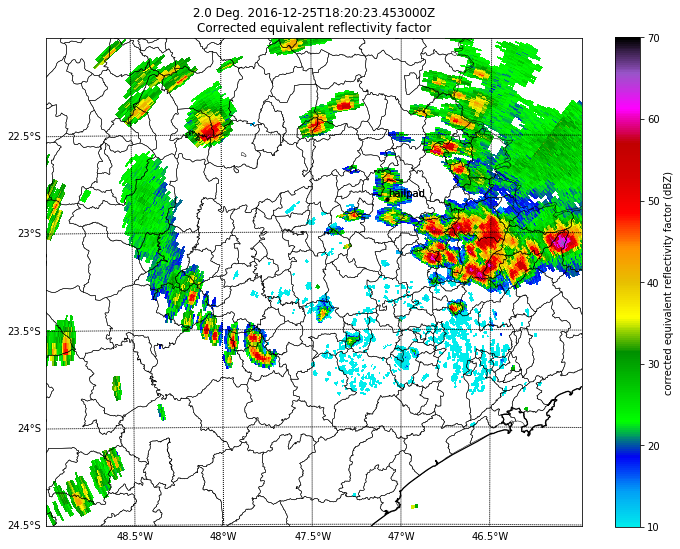 2.0 Deg. 2016-12-25T18:20:23.453000Z
Corrected equivalent reflectivity factor
22.5°S
23°S
23.5°S
24°S
24.5°S
48.5°W
48°W
47.5°W
47°W
46.5°W
70
60
50
40
30
20
10
corrected equivalent reflectivity factor (dBZ)